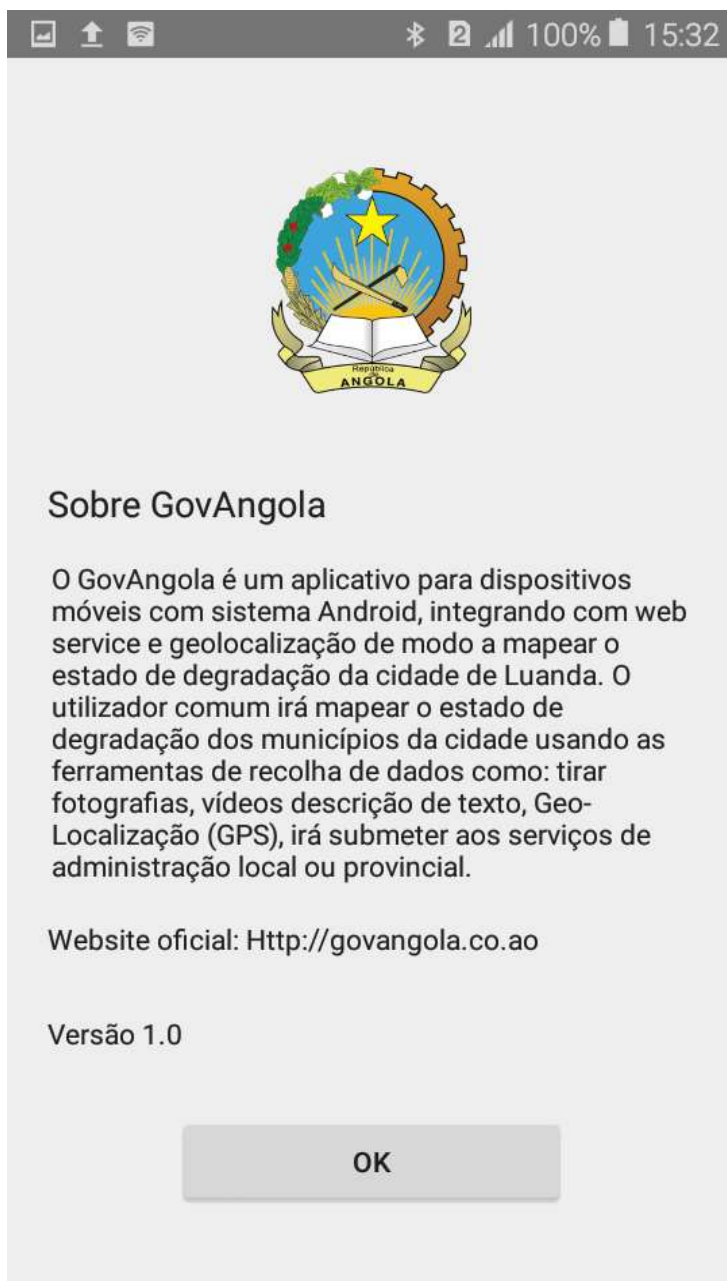 2 100% 15:32
República
de
ANGOLA
Sobre GovAngola
O GovAngola é um aplicativo para dispositivos
móveis com sistema Android, integrando com web
service e geolocalização de modo a mapear o
estado de degradação da cidade de Luanda. O
utilizador comum irá mapear o estado de
degradação dos municípios da cidade usando as
ferramentas de recolha de dados como: tirar
fotografias, vídeos descrição de texto, Geo-
Localização (GPS), irá submeter aos serviços de
administração local ou provincial.
Website oficial: Http://govangola.co.ao
Versão 1.0
OK